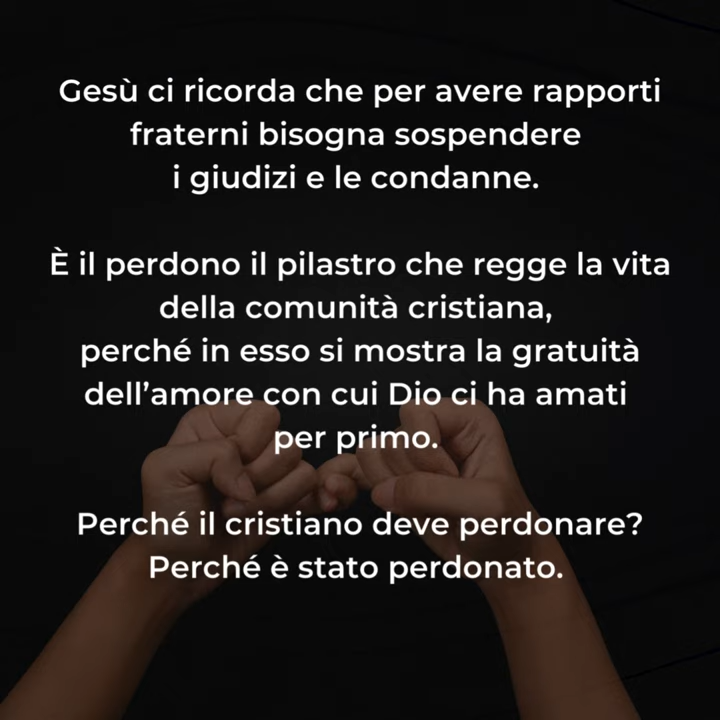 Gesù ci ricorda che per avere rapporti
fraterni bisogna sospendere
i giudizi e le condanne.
È il perdono il pilastro che regge la vita
della comunità cristiana,
perché in esso si mostra la gratuità
dell’amore con cui Dio ci ha amati
per primo.
Perché il cristiano deve perdonare?
Perché è stato perdonato.